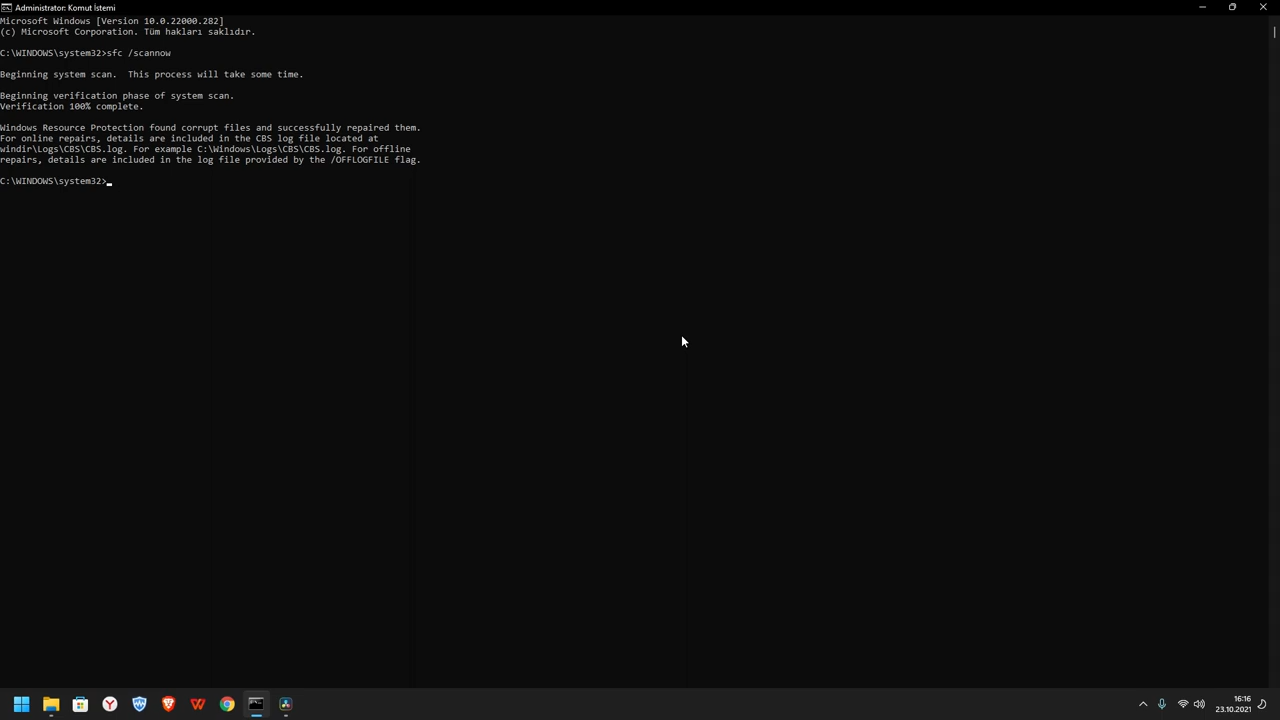 Administrator: Komut İstemi
Microsoft Windows [Version 10.0.22000.282]
(c) Microsoft Corporation. Tüm hakları saklıdır.
C:\WINDOWS\system32>sfc /scannow
Beginning system scan.  This process will take some time.
Beginning verification phase of system scan.
Verification 100% complete.
Windows Resource Protection found corrupt files and successfully repaired them.
For online repairs, details are included in the CBS log file located at
windir\Logs\CBS\CBS.log. For example C:\Windows\Logs\CBS\CBS.log. For offline
repairs, details are included in the log file provided by the /OFFLOGFILE flag.
C:\WINDOWS\system32>
16:16
23.10.2021